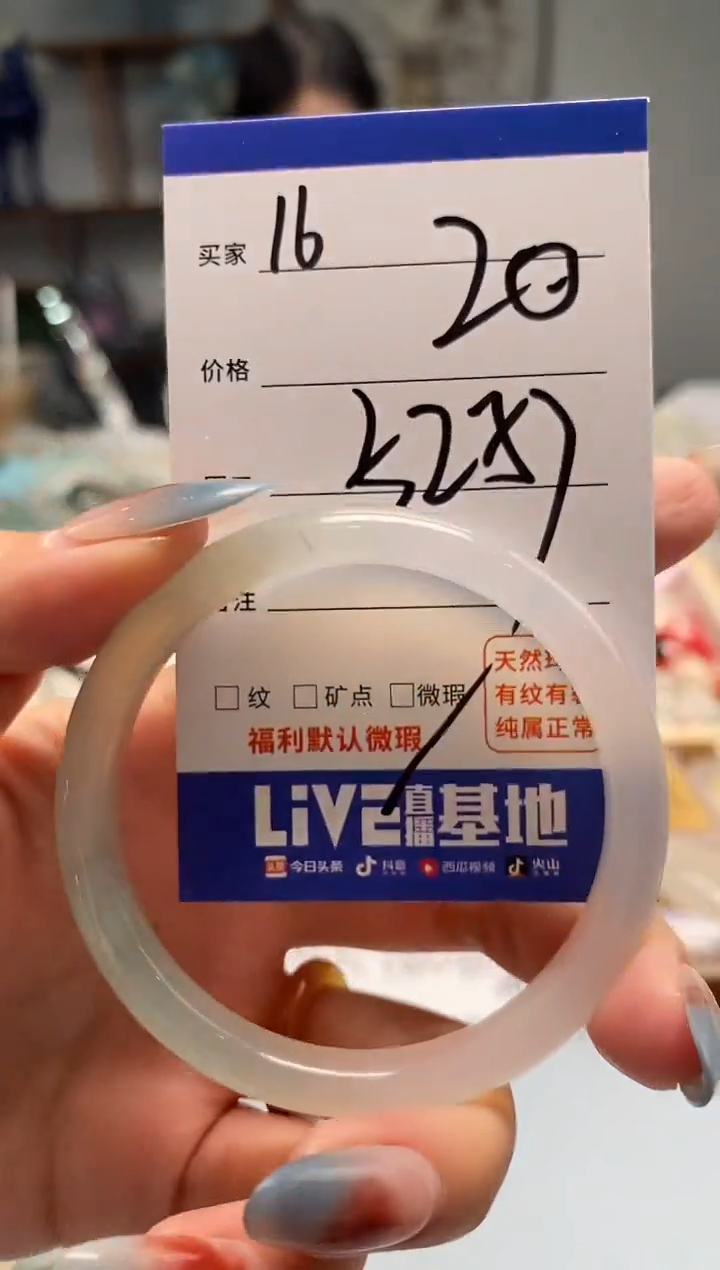 买家 16
20
价格
注
天然
有纹有
纯属正常
□ 纹 □ 矿点 □ 微瑕
福利默认微瑕
LiVE直播基地
头条 今日头条 抖音 西瓜视频 火山